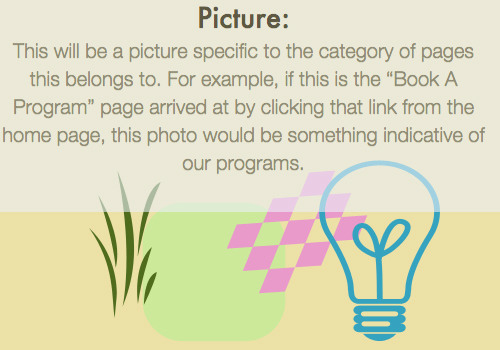 Picture:
This will be a picture specific to the category of pages
this belongs to. For example, if this is the “Book A
Program” page arrived at by clicking that link from the
home page, this photo would be something indicative of
our programs.